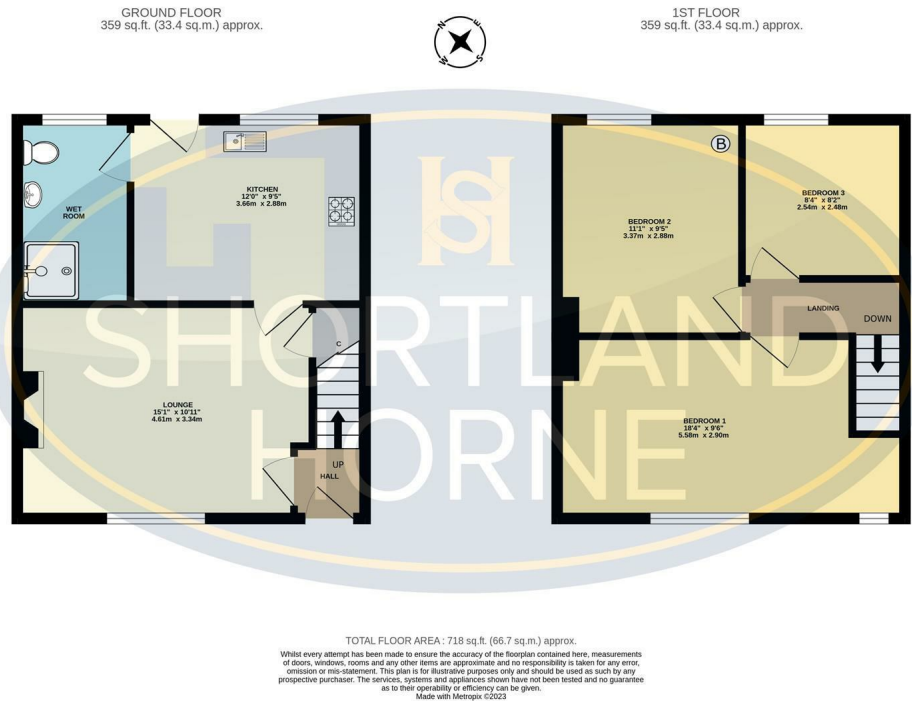 GROUND FLOOR
359 sq.ft. (33.4 sq.m.) approx.
1ST FLOOR
359 sq.ft. (33.4 sq.m.) approx.
N
E
S
W
WET
ROOM
KITCHEN
12'0" x 9'5"
3.66m x 2.88m
LOUNGE
15'1" x 10'11"
4.61m x 3.34m
C
UP
HALL
B
BEDROOM 2
11'1" x 9'5"
3.37m x 2.88m
BEDROOM 3
8'4" x 8'2"
2.54m x 2.48m
LANDING
DOWN
BEDROOM 1
18'4" x 9'6"
5.58m x 2.90m
SH
SHORTLAND
HORNE
TOTAL FLOOR AREA : 718 sq.ft. (66.7 sq.m.) approx.
Whilst every attempt has been made to ensure the accuracy of the floorplan contained here, measurements
of doors, windows, rooms and any other items are approximate and no responsibility is taken for any error,
omission or mis-statement. This plan is for illustrative purposes only and should be used as such by any
prospective purchaser. The services, systems and appliances shown have not been tested and no guarantee
as to their operability or efficiency can be given.
Made with Metropix ©2023